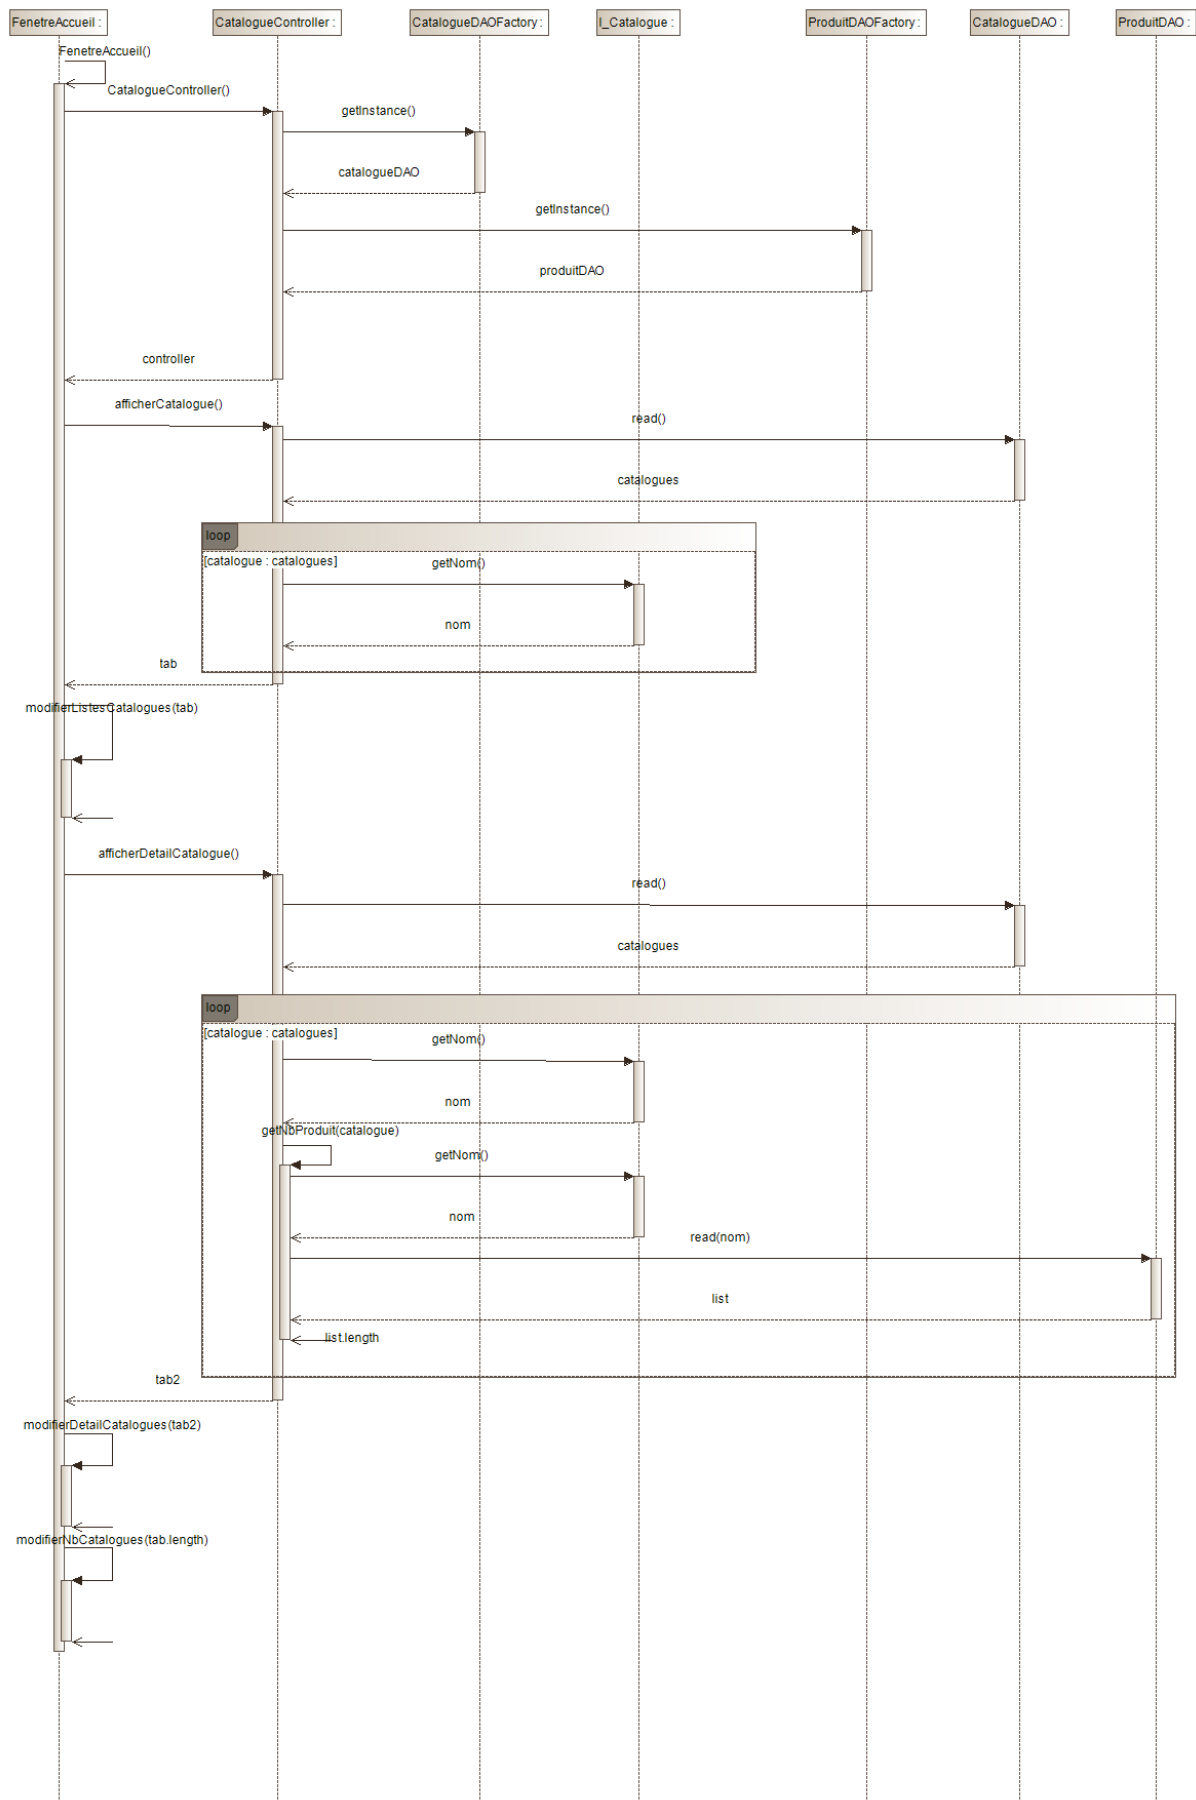 FenetreAccueil :
CatalogueController :
CatalogueDAOFactory :
I_Catalogue :
ProduitDAOFactory :
CatalogueDAO :
ProduitDAO :
FenetreAccueil()
CatalogueController()
getInstance()
catalogueDAO
getInstance()
produitDAO
controller
afficherCatalogue()
read()
catalogues
loop
[catalogue : catalogues]
getNom()
nom
tab
modifierListesCatalogues(tab)
afficherDetailCatalogue()
read()
catalogues
loop
[catalogue : catalogues]
getNom()
nom
getNbProduit(catalogue)
getNom()
nom
read(nom)
list
list.length
tab2
modifierDetailCatalogues(tab2)
modifierNbCatalogues(tab.length)